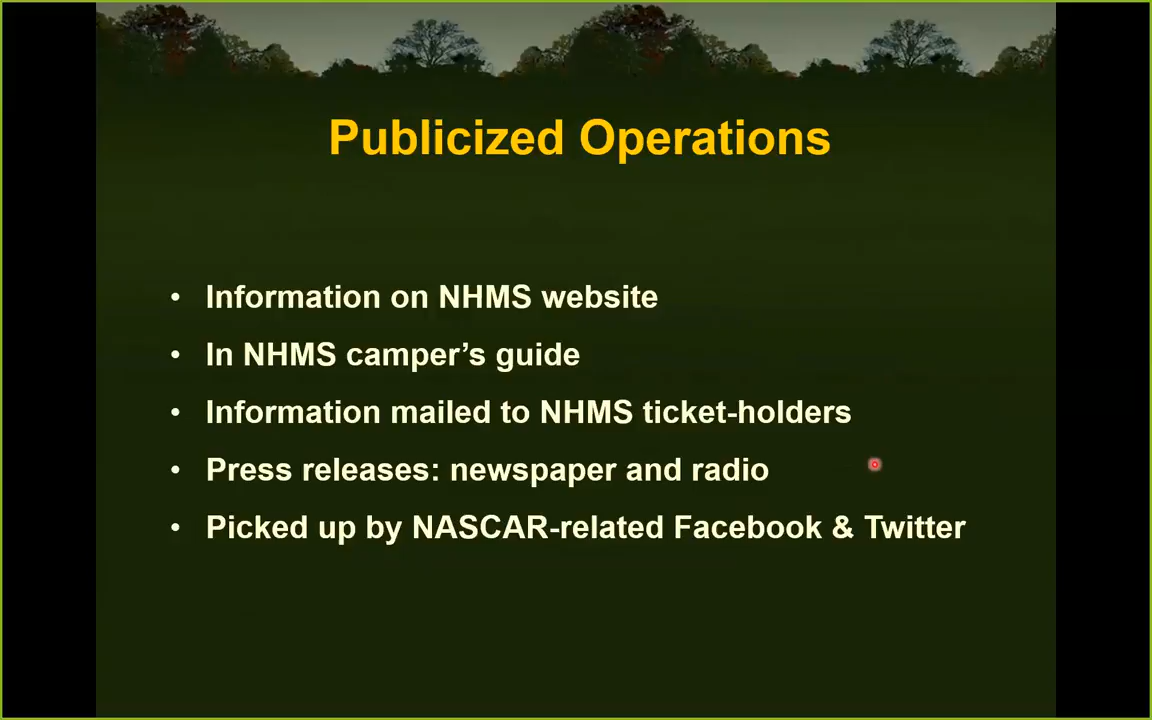 Publicized Operations
• Information on NHMS website
• In NHMS camper’s guide
• Information mailed to NHMS ticket-holders
• Press releases: newspaper and radio
• Picked up by NASCAR-related Facebook & Twitter